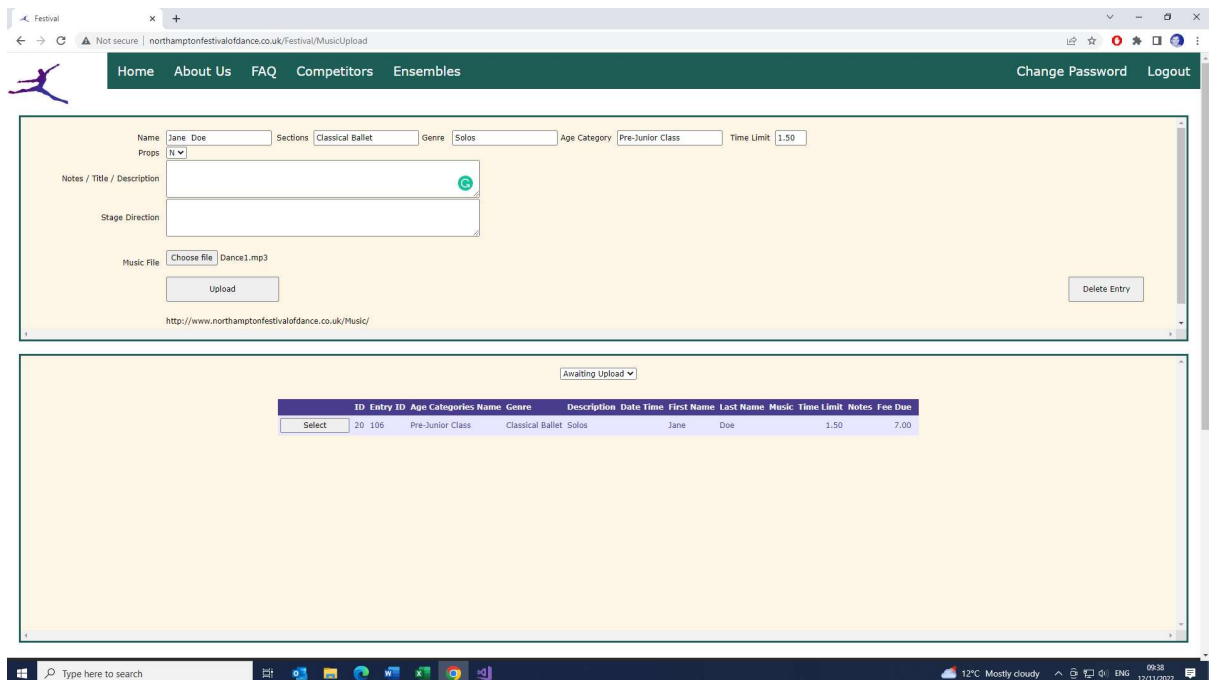 Festival
Not secure | northamptonfestivalofdance.co.uk/Festival/MusicUpload
Home About Us FAQ Competitors Ensembles Change Password Logout
Name Jane Doe Sections Classical Ballet Genre Solos Age Category Pre-Junior Class Time Limit 1.50
Props N
Notes / Title / Description
Stage Direction
Music File Choose file Dance1.mp3
Upload Delete Entry
http://www.northamptonfestivalofdance.co.uk/Music/
Awaiting Upload
ID Entry ID Age Categories Name Genre Description Date Time First Name Last Name Music Time Limit Notes Fee Due
Select 20 106 Pre-Junior Class Classical Ballet Solos Jane Doe 1.50 7.00
Type here to search 12°C Mostly cloudy ENG 09:38
12/11/2022